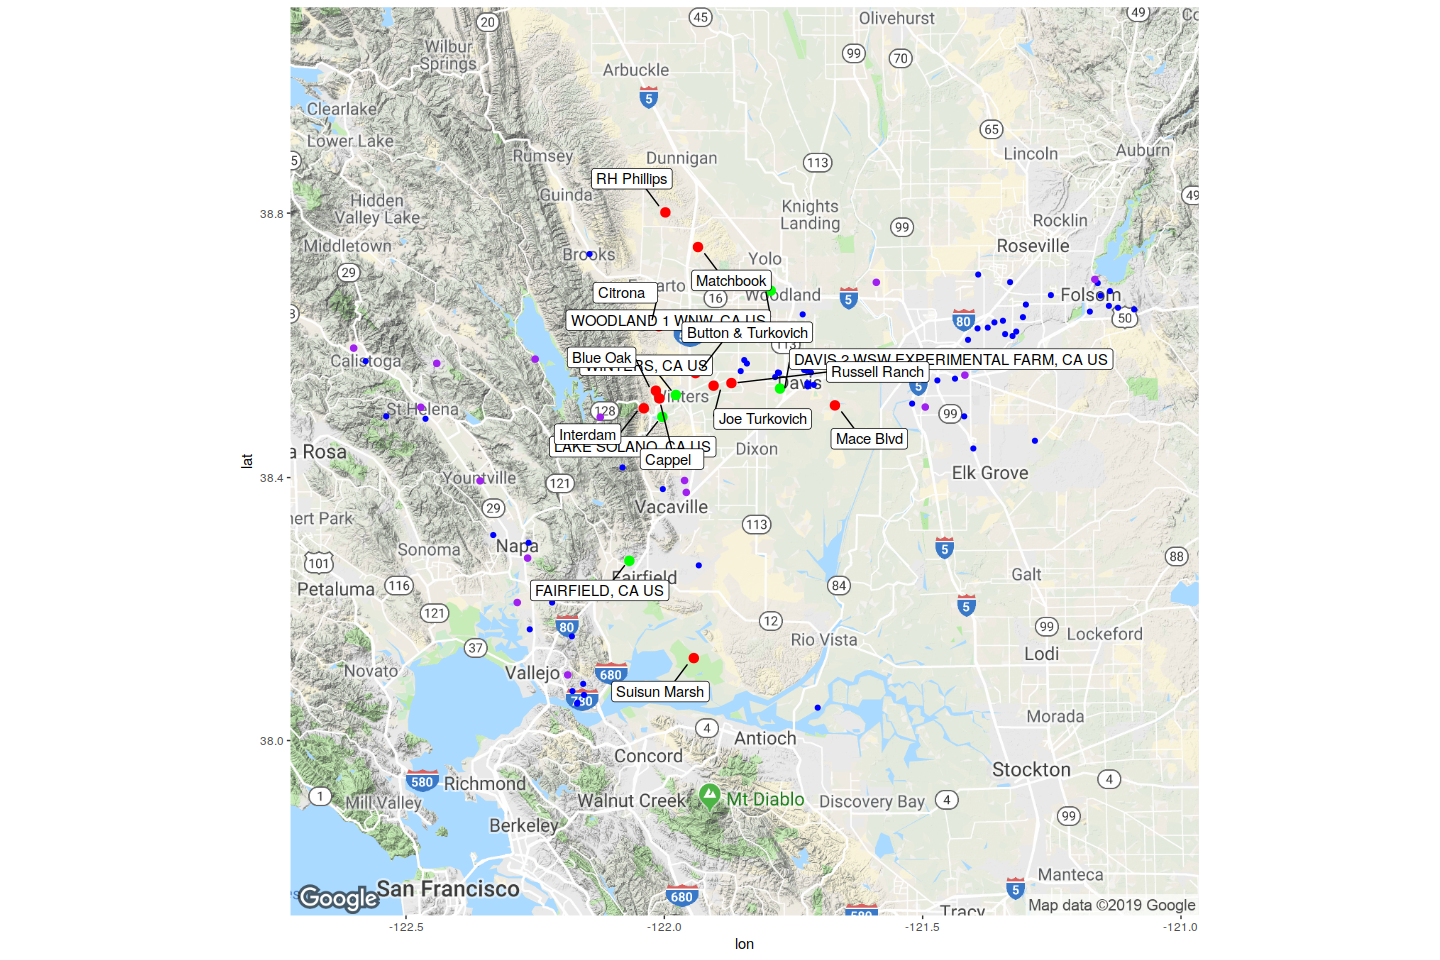 20
45
Olivehurst
49
Wilbur
Springs
99
70
Arbuckle
5
Clearlake
65
Lower Lake
Rumsey
Dunnigan
113
Lincoln
Auburn
5
RH Phillips
Guinda
49
38.8
Hidden
Valley Lake
Knights
Landing
Rocklin
99
Middletown
Roseville
Brooks
Yolo
29
Matchbook
Citrona
16
Woodland
5
Folsom
50
WOODLAND 1 WNW, CA US
80
Button & Turkovich
113
Blue Oak
WINTERS, CA US
DAVIS 2 WSW EXPERIMENTAL FARM, CA US
Calistoga
Russell Ranch
Davis
5
Winters
St Helena
128
99
Joe Turkovich
Interdam
Mace Blvd
LAKE SOLANO, CA US
Cappel
Dixon
a Rosa
lat
38.4
Yountville
121
Elk Grove
29
Vacaville
nert Park
113
Napa
Sonoma
5
88
101
Fairfield
Galt
Petaluma
116
FAIRFIELD, CA US
84
5
121
12
80
99
Lockeford
Rio Vista
37
Lodi
Novato
Vallejo
680
Suisun Marsh
780
Morada
4
38.0
Antioch
Concord
Stockton
580
Richmond
4
1
Mill Valley
Walnut Creek
Mt Diablo
Discovery Bay
4
99
Berkeley
Manteca
San Francisco
680
5
Google
580
Tracy
Map data ©2019 Google
-122.5
-122.0
-121.5
-121.0
lon